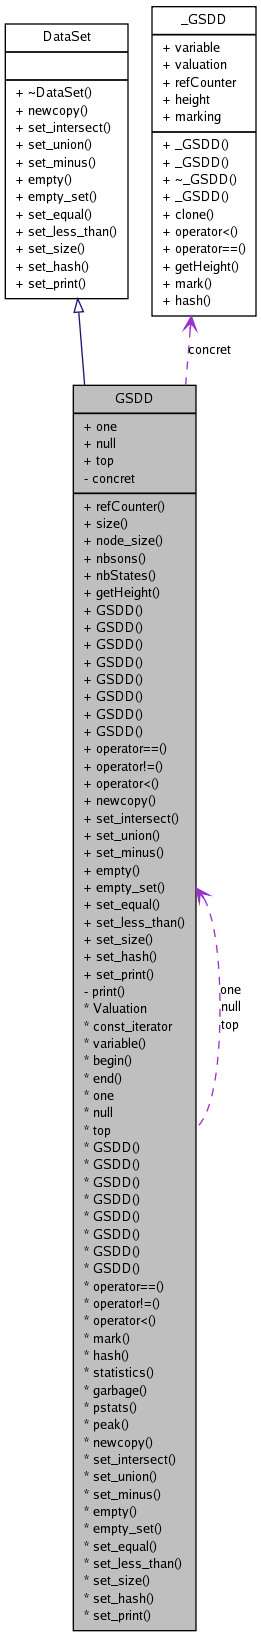 DataSet
+ ~DataSet()
+ newcopy()
+ set_intersect()
+ set_union()
+ set_minus()
+ empty()
+ empty_set()
+ set_equal()
+ set_less_than()
+ set_size()
+ set_hash()
+ set_print()
_GSDD
+ variable
+ valuation
+ refCounter
+ height
+ marking
+ _GSDD()
+ _GSDD()
+ ~_GSDD()
+ _GSDD()
+ clone()
+ operator<()
+ operator==()
+ getHeight()
+ mark()
+ hash()
concret
GSDD
+ one
+ null
+ top
- concret
+ refCounter()
+ size()
+ node_size()
+ nbsons()
+ nbStates()
+ getHeight()
+ GSDD()
+ GSDD()
+ GSDD()
+ GSDD()
+ GSDD()
+ GSDD()
+ GSDD()
+ GSDD()
+ operator==()
+ operator!=()
+ operator<()
+ newcopy()
+ set_intersect()
+ set_union()
+ set_minus()
+ empty()
+ empty_set()
+ set_equal()
+ set_less_than()
+ set_size()
+ set_hash()
+ set_print()
- print()
* Valuation
* const_iterator
* variable()
* begin()
* end()
* one
* null
* top
* GSDD()
* GSDD()
* GSDD()
* GSDD()
* GSDD()
* GSDD()
* GSDD()
* GSDD()
* operator==()
* operator!=()
* operator<()
* mark()
* hash()
* statistics()
* garbage()
* pstats()
* peak()
* newcopy()
* set_intersect()
* set_union()
* set_minus()
* empty()
* empty_set()
* set_equal()
* set_less_than()
* set_size()
* set_hash()
* set_print()
one
null
top